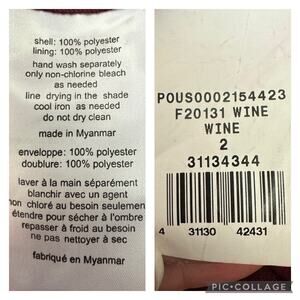 shell: 100% polyester
lining: 100% polyester
hand wash separately
only non-chlorine bleach
as needed
line drying in the shade
cool iron as needed
do not dry clean
made in Myanmar
enveloppe: 100% polyester
doublure: 100% polyester
laver à la main séparément
blanchir avec un agent
non chloré au besoin seulement
étendre pour sécher à l'ombre
repasser à froid au besoin
ne pas nettoyer à sec
fabriqué en Myanmar
POUS0002154423
F20131 WINE
WINE
2
31134344
4 31130 42431
PIC•COLLAGE